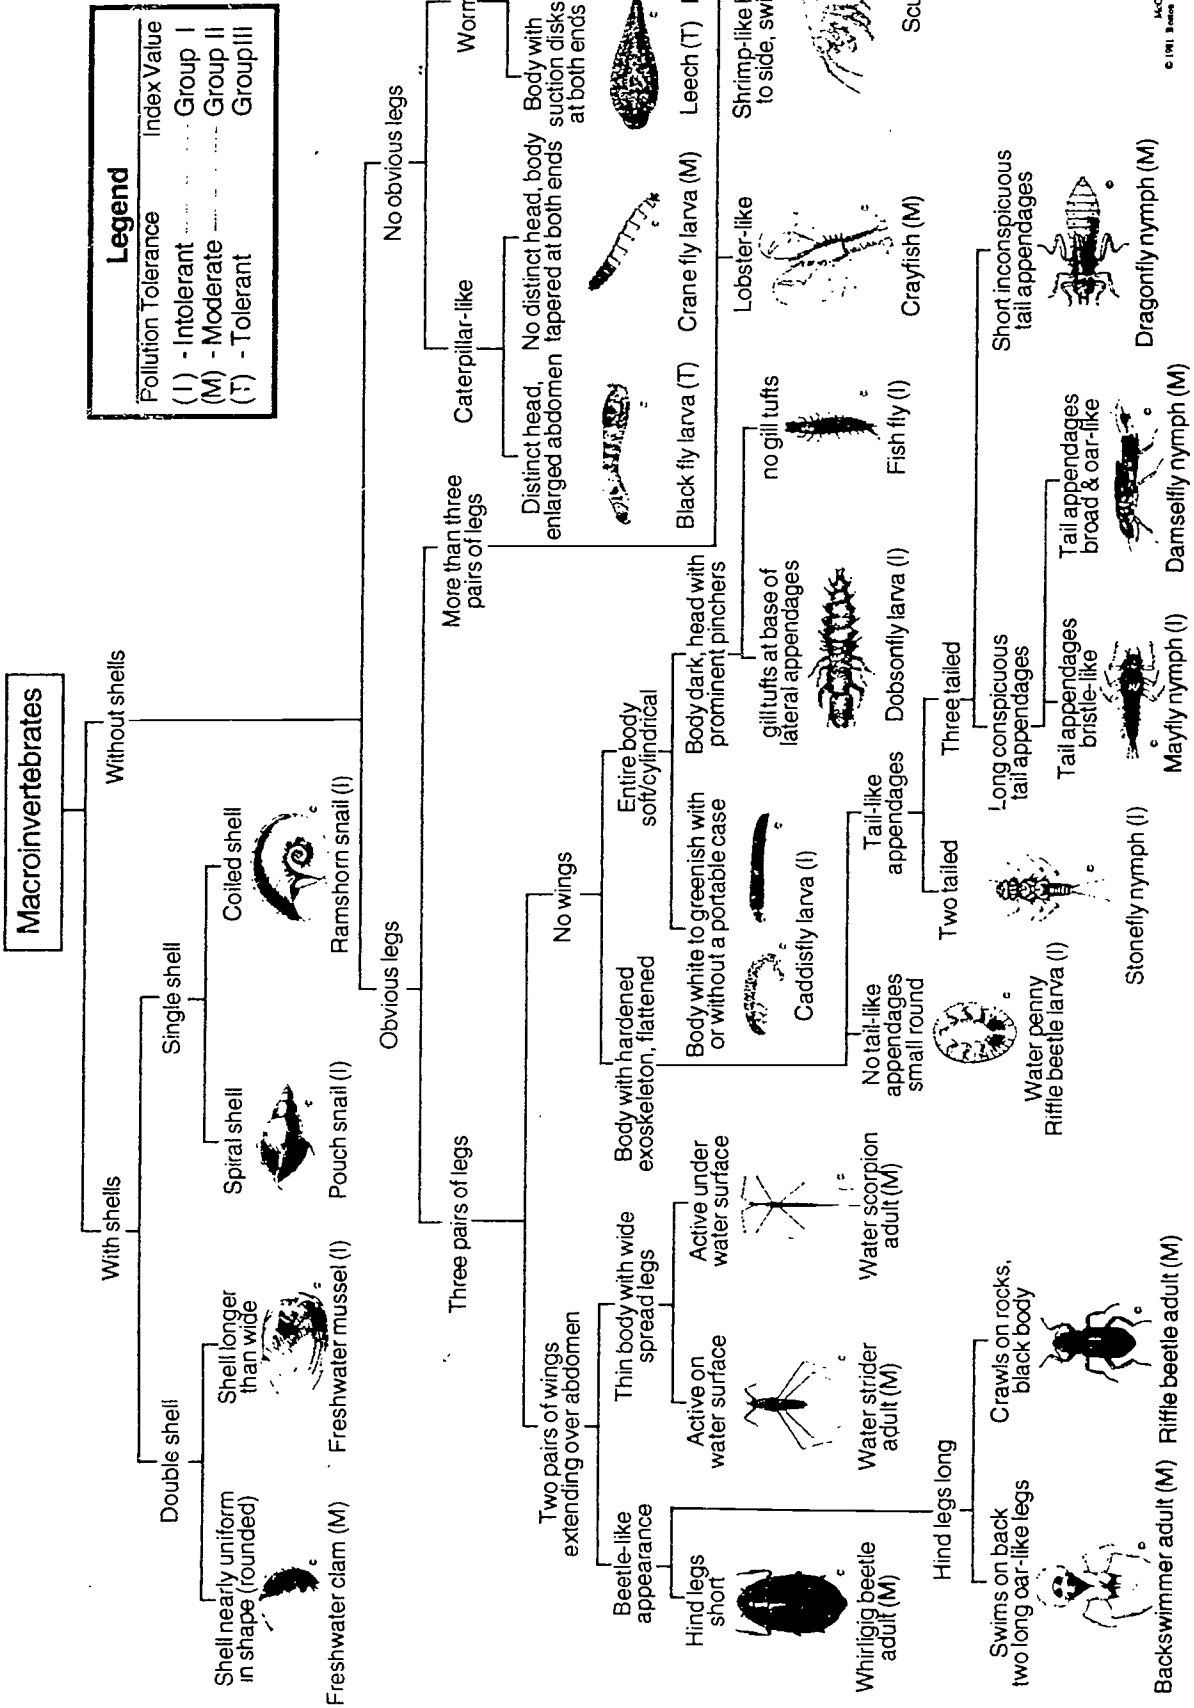 Macroinvertebrates
Legend
Pollution Tolerance
Index Value
(I) - Intolerant
Group I
(M) - Moderate
Group II
(T) - Tolerant
Group III
With shells
Without shells
Double shell
Single shell
Shell nearly uniform
in shape (rounded)
Shell longer
than wide
Spiral shell
Coiled shell
Freshwater clam (M)
Freshwater mussel (I)
Pouch snail (I)
Ramshorn snail (I)
Obvious legs
No obvious legs
Three pairs of legs
More than three
pairs of legs
Caterpillar-like
Worm
Two pairs of wings
extending over abdomen
No wings
Distinct head,
enlarged abdomen
No distinct head, body
tapered at both ends
Body with
suction disks
at both ends
Black fly larva (T)
Crane fly larva (M)
Leech (T)
Beetle-like
appearance
Thin body with wide
spread legs
Body with hardened
exoskeleton, flattened
Entire body
soft/cylindrical
Hind legs
short
Active on
water surface
Active under
water surface
Body white to greenish with
or without a portable case
Body dark, head with
prominent pinchers
gill tufts at base of
lateral appendages
no gill tufts
Lobster-like
Shrimp-like
to side, swi
Whirligig beetle
adult (M)
Water strider
adult (M)
Water scorpion
adult (M)
Caddisfly larva (I)
Dobsonfly larva (I)
Fish fly (I)
Crayfish (M)
Scu
No tail-like
appendages
small round
Tail-like
appendages
Hind legs long
Two tailed
Three tailed
Swims on back
two long oar-like legs
Crawls on rocks,
black body
Water penny
Riffle beetle larva (I)
Long conspicuous
tail appendages
Short inconspicuous
tail appendages
Tail appendages
bristle-like
Tail appendages
broad & oar-like
Backswimmer adult (M)
Riffle beetle adult (M)
Stonefly nymph (I)
Mayfly nymph (I)
Damselfly nymph (M)
Dragonfly nymph (M)
McC
© 1981 Boston